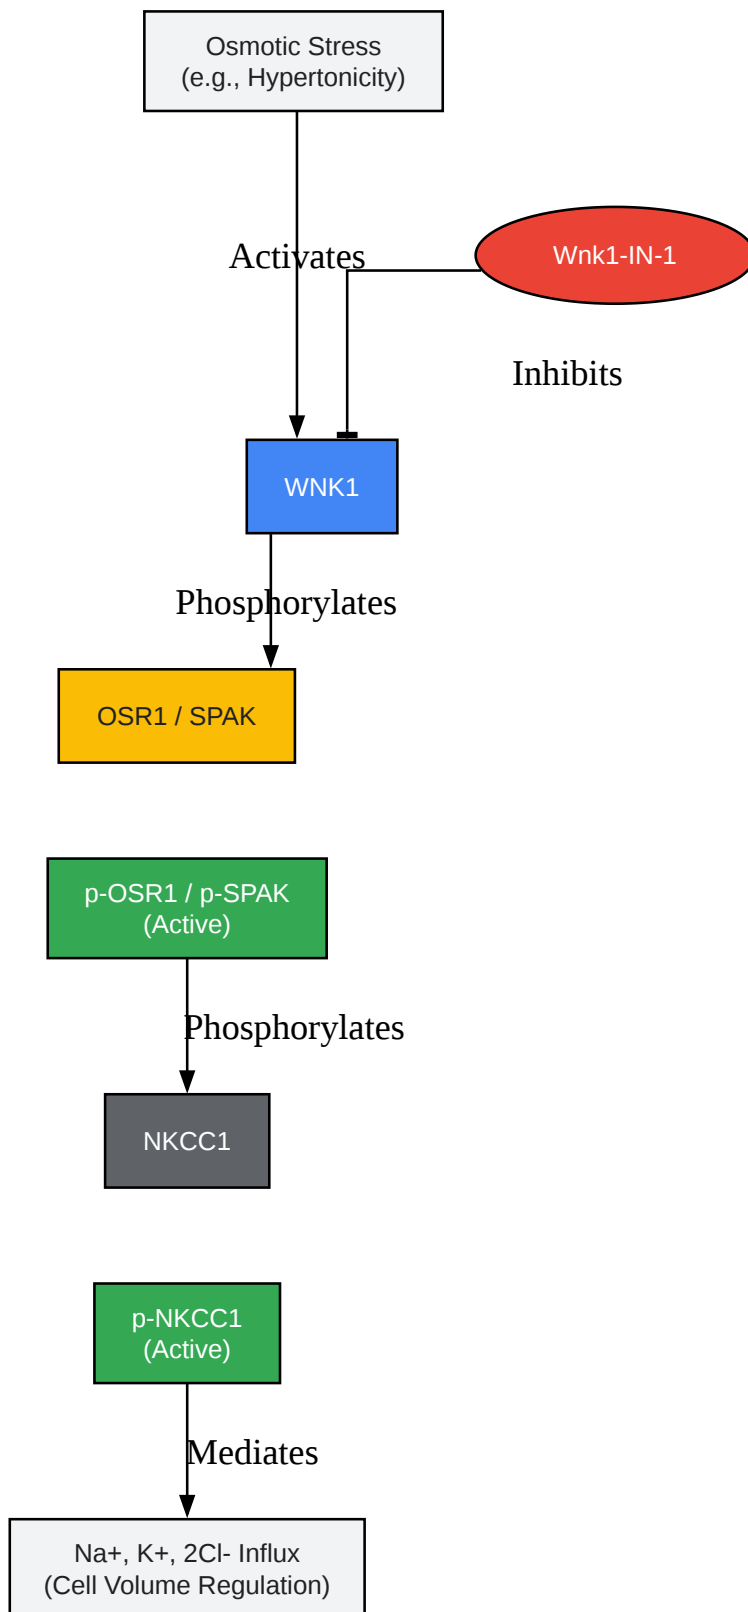 Osmotic Stress
(e.g., Hypertonicity)
Activates
Wnk1-IN-1
Inhibits
WNK1
Phosphorylates
OSR1 / SPAK
p-OSR1 / p-SPAK
(Active)
Phosphorylates
NKCC1
p-NKCC1
(Active)
Mediates
Na+, K+, 2Cl- Influx
(Cell Volume Regulation)